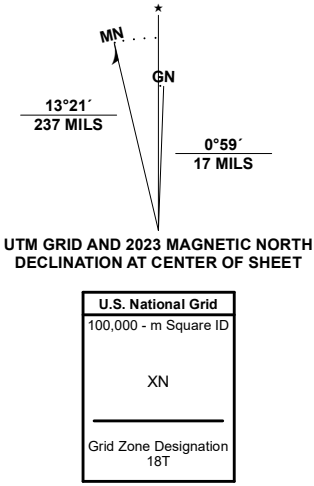 ★
MN
GN
13°21´
237 MILS
0°59´
17 MILS
UTM GRID AND 2023 MAGNETIC NORTH
DECLINATION AT CENTER OF SHEET
U.S. National Grid
100,000 - m Square ID
XN
Grid Zone Designation
18T